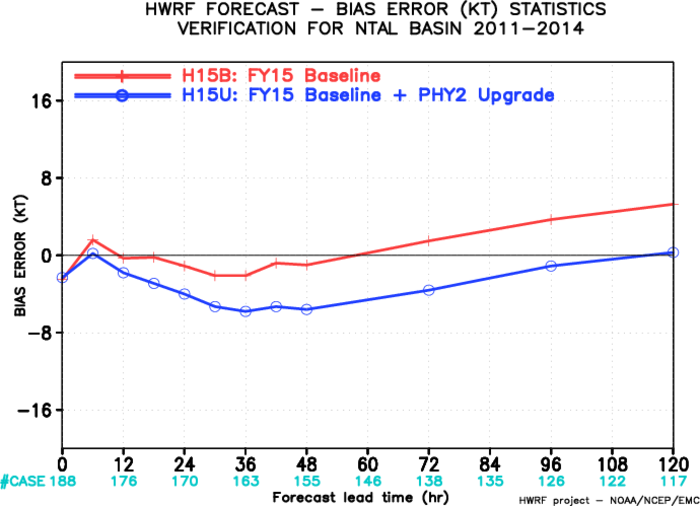 HWRF FORECAST – BIAS ERROR (KT) STATISTICS
VERIFICATION FOR NTAL BASIN 2011–2014
H15B: FY15 Baseline
H15U: FY15 Baseline + PHY2 Upgrade
BIAS ERROR (KT)
16
8
0
−8
−16
0 12 24 36 48 60 72 84 96 108 120
#CASE 188 176 170 163 155 146 138 135 126 122 117
Forecast lead time (hr)
HWRF project – NOAA/NCEP/EMC